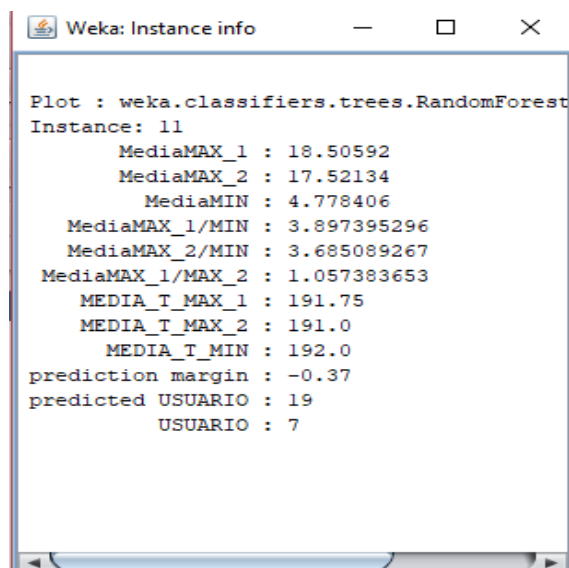 Weka: Instance info
Plot : weka.classifiers.trees.RandomForest
Instance: 11
MediaMAX_1 : 18.50592
MediaMAX_2 : 17.52134
MediaMIN : 4.778406
MediaMAX_1/MIN : 3.897395296
MediaMAX_2/MIN : 3.685089267
MediaMAX_1/MAX_2 : 1.057383653
MEDIA_T_MAX_1 : 191.75
MEDIA_T_MAX_2 : 191.0
MEDIA_T_MIN : 192.0
prediction margin : -0.37
predicted USUARIO : 19
USUARIO : 7